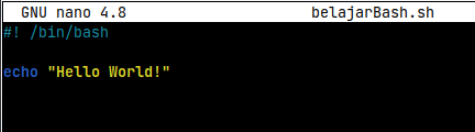 GNU nano 4.8 belajarBash.sh
#! /bin/bash
echo "Hello World!"